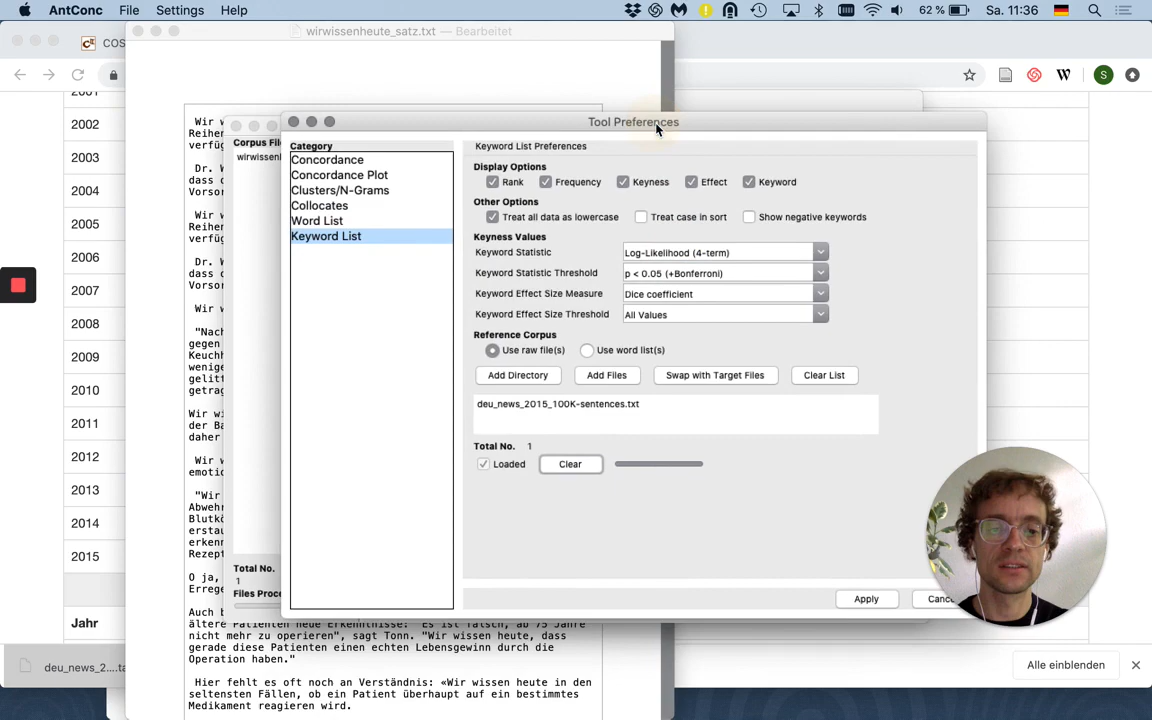 AntConc File Settings Help 62 % Sa. 11:36
wirwissenheute_satz.txt — Bearbeitet
COS
Tool Preferences
Category
Concordance
Concordance Plot
Clusters/N-Grams
Collocates
Word List
Keyword List
Keyword List Preferences
Display Options
Rank Frequency Keyness Effect Keyword
Other Options
Treat all data as lowercase Treat case in sort Show negative keywords
Keyness Values
Keyword Statistic Log-Likelihood (4-term)
Keyword Statistic Threshold p < 0.05 (+Bonferroni)
Keyword Effect Size Measure Dice coefficient
Keyword Effect Size Threshold All Values
Reference Corpus
Use raw file(s) Use word list(s)
Add Directory Add Files Swap with Target Files Clear List
deu_news_2015_100K-sentences.txt
Total No. 1
Loaded Clear
Apply
Corpus Fil
wirwissenl
Total No.
1
Files Proce
2002
2003
2004
2005
2006
2007
2008
2009
2010
2011
2012
2013
2014
2015
Jahr
Wir w
Reihen
verfüg
Dr. W
dass d
Vorsor
Wir w
Reihen
verfüg
Dr. W
dass d
Vorsor
Wir w
"Nach
gegen
Keuchh
wenige
gelitt
getrag
Wir wi
der Ba
daher
Wir w
emotio
"Wir
Abwehr
Blutkö
erstau
erkenn
Rezept
O ja,
Errege
Auch b
ältere Patienten neue Erkenntnisse: "Es ist falsch, ab 75 Jahre
nicht mehr zu operieren", sagt Tonn. "Wir wissen heute, dass
gerade diese Patienten einen echten Lebensgewinn durch die
Operation haben."
Hier fehlt es oft noch an Verständnis: «Wir wissen heute in den
seltensten Fällen, ob ein Patient überhaupt auf ein bestimmtes
Medikament reagieren wird.
deu_news_2....ta
Alle einblenden